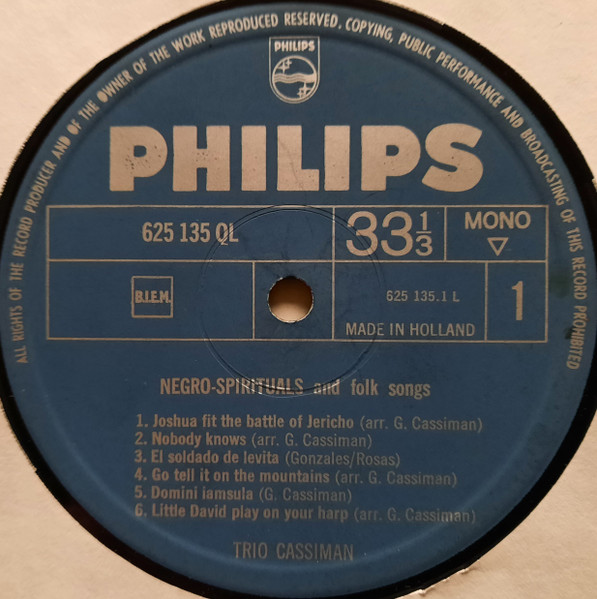 ALL RIGHTS OF THE RECORD PRODUCER AND OF THE OWNER OF THE WORK REPRODUCED RESERVED. COPYING, PUBLIC PERFORMANCE AND BROADCASTING OF THIS RECORD PROHIBITED
PHILIPS
PHILIPS
625 135 QL
33 1/3
MONO
B.I.E.M.
625 135.1 L
1
MADE IN HOLLAND
NEGRO-SPIRITUALS and folk songs
1. Joshua fit the battle of Jericho (arr. G. Cassiman)
2. Nobody knows (arr. G. Cassiman)
3. El soldado de levita (Gonzales/Rosas)
4. Go tell it on the mountains (arr. G. Cassiman)
5. Domini iamsula (G. Cassiman)
6. Little David play on your harp (arr. G. Cassiman)
TRIO CASSIMAN